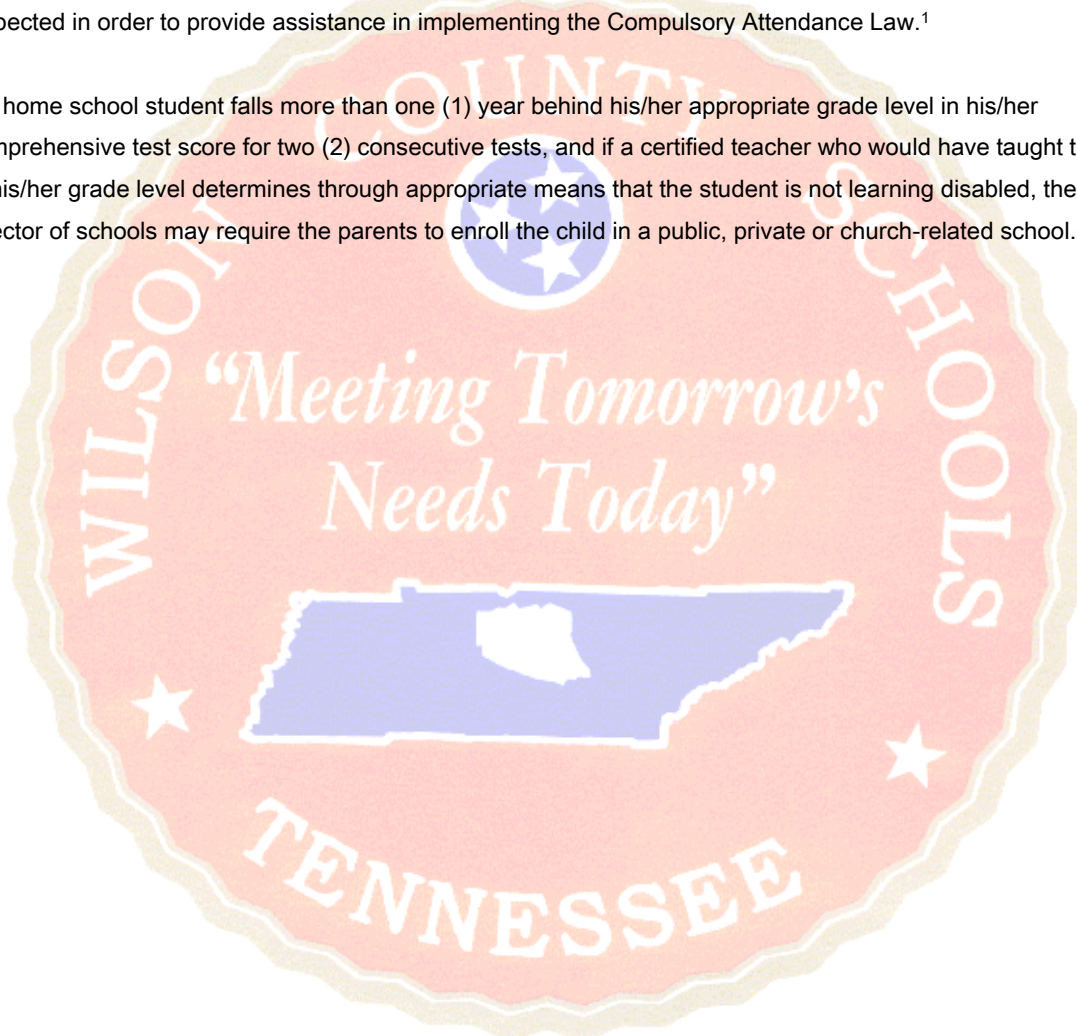 pected in order to provide assistance in implementing the Compulsory Attendance Law.1
home school student falls more than one (1) year behind his/her appropriate grade level in his/her
mprehensive test score for two (2) consecutive tests, and if a certified teacher who would have taught t
his/her grade level determines through appropriate means that the student is not learning disabled, the
ector of schools may require the parents to enroll the child in a public, private or church-related school.
WILSON COUNTY SCHOOLS
“Meeting Tomorrow's
Needs Today”
TENNESSEE